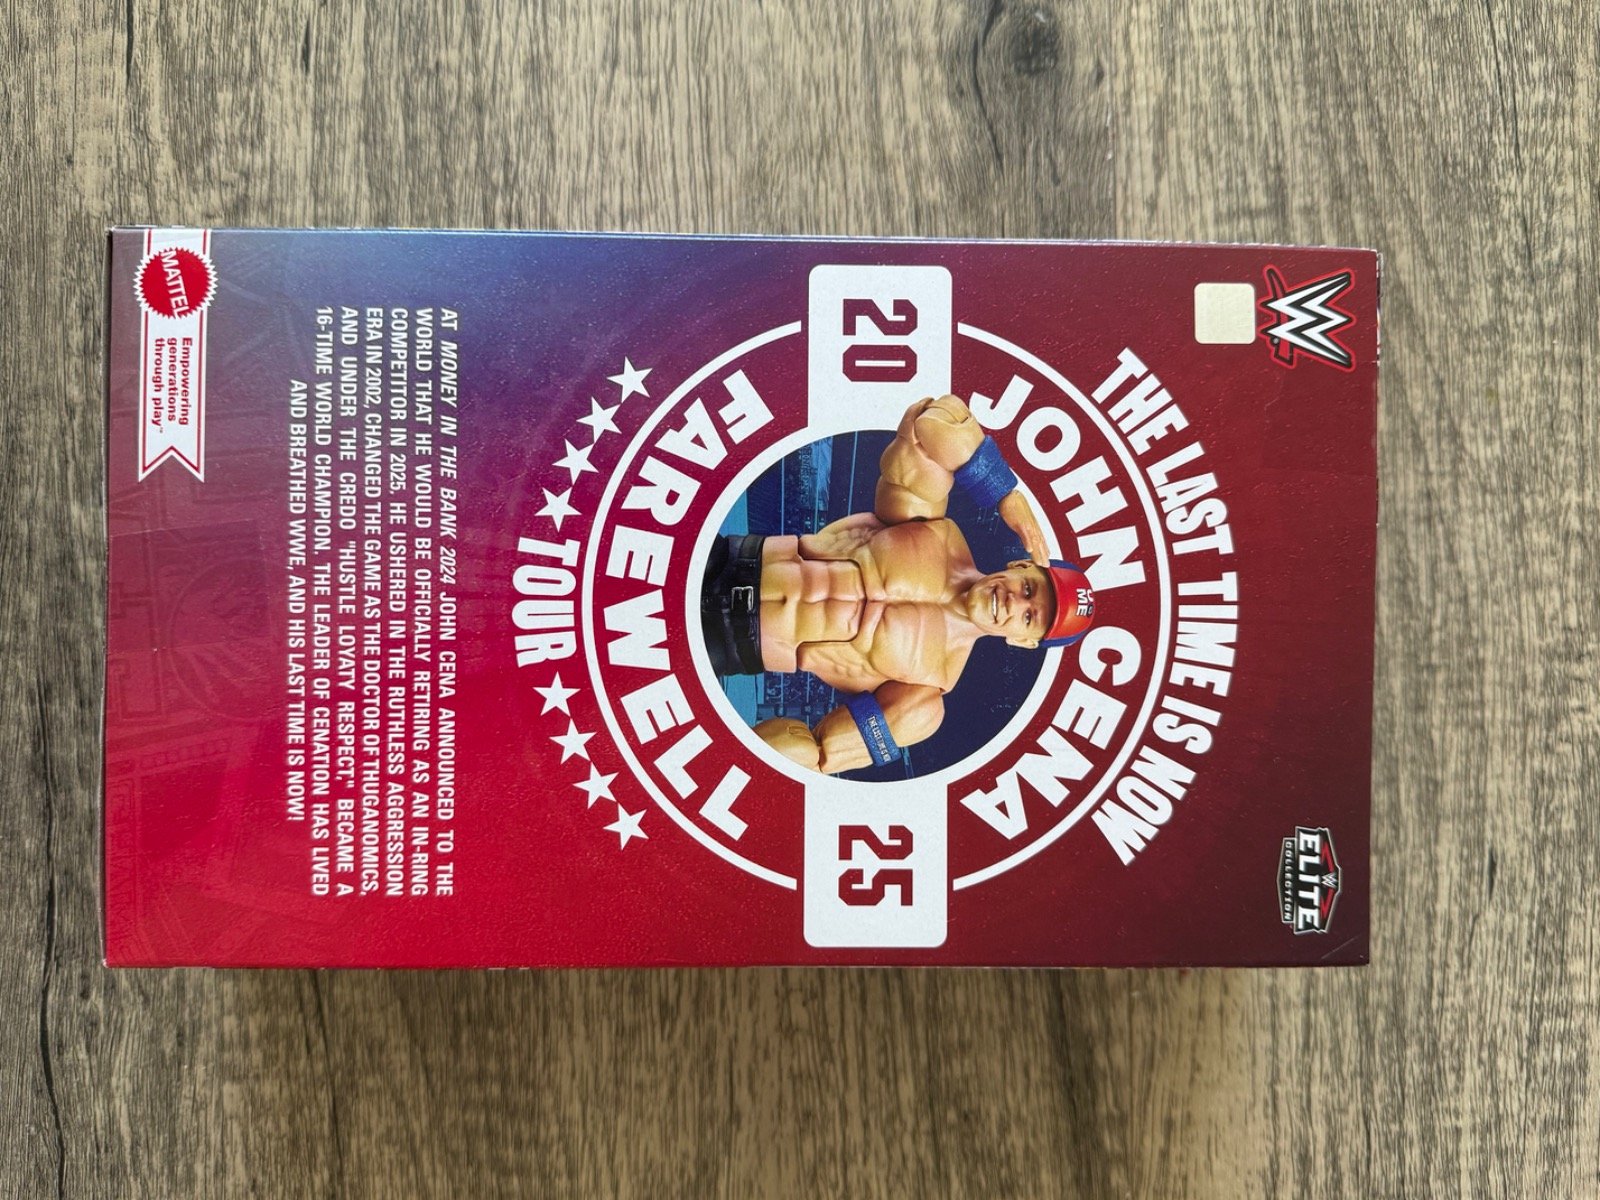 W
ELITE
COLLECTION
THE LAST TIME IS NOW
JOHN CENA
20 25
FAREWELL
★★★★ TOUR ★★★★
AT MONEY IN THE BANK 2024 JOHN CENA ANNOUNCED TO THE
WORLD THAT HE WOULD BE OFFICIALLY RETIRING AS AN IN-RING
COMPETITOR IN 2025. HE USHERED IN THE RUTHLESS AGGRESSION
ERA IN 2002, CHANGED THE GAME AS THE DOCTOR OF THUGANOMICS,
AND UNDER THE CREDO "HUSTLE LOYATY RESPECT," BECAME A
16-TIME WORLD CHAMPION. THE LEADER OF CENATION HAS LIVED
AND BREATHED WWE, AND HIS LAST TIME IS NOW!
MATTEL
Empowering
generations
through play™